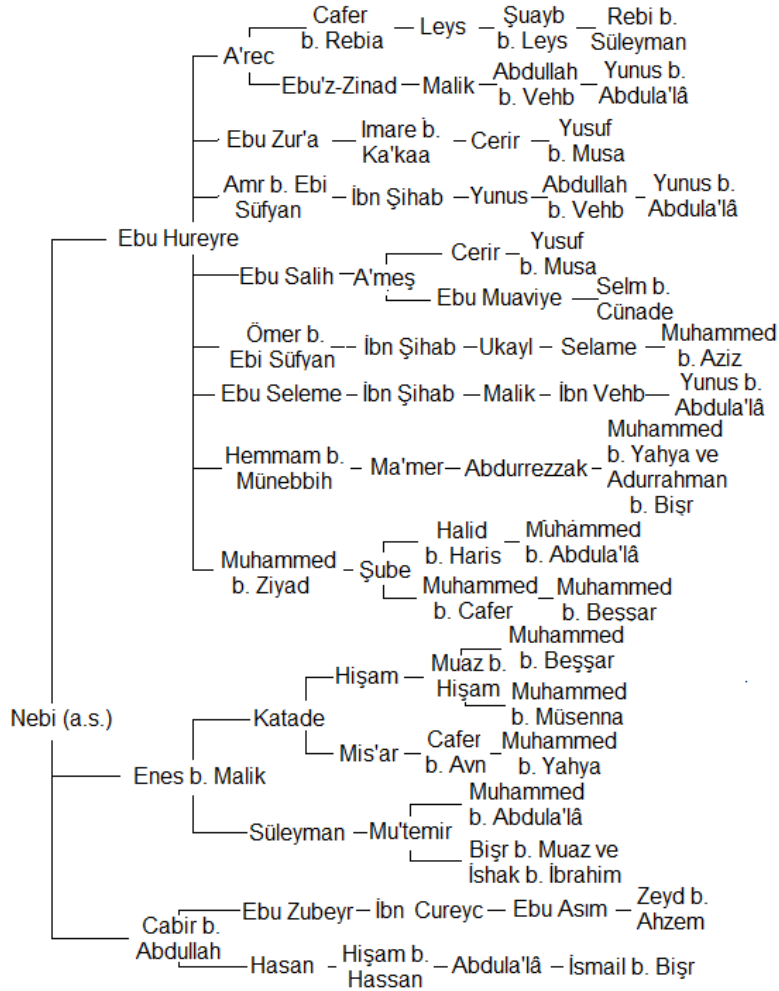 Cafer
b. Rebia
Leys
Şuayb
b. Leys
Rebi b.
Süleyman
A'rec
Ebu'z-Zinad
Malik
Abdullah
b. Vehb
Yunus b.
Abdula'lâ
Ebu Zur'a
Imare b.
Ka'kaa
Cerir
Yusuf
b. Musa
Amr b. Ebi
Süfyan
İbn Şihab
Yunus
Abdullah
b. Vehb
Yunus b.
Abdula'lâ
Ebu Hureyre
Ebu Salih
A'meş
Cerir
Yusuf
b. Musa
Ebu Muaviye
Selm b.
Cünade
Ömer b.
Ebi Süfyan
İbn Şihab
Ukayl
Selame
Muhammed
b. Aziz
Ebu Seleme
İbn Şihab
Malik
İbn Vehb
Yunus b.
Abdula'lâ
Hemmam b.
Münebbih
Ma'mer
Abdurrezzak
Muhammed
b. Yahya ve
Adurrahman
b. Bişr
Muhammed
b. Ziyad
Şube
Halid
b. Haris
Muhammed
b. Abdula'lâ
Muhammed
b. Cafer
Muhammed
b. Beşsar
Nebi (a.s.)
Enes b. Malik
Katade
Hişam
Muaz b.
Hişam
Muhammed
b. Beşşar
Muhammed
b. Müsenna
Mis'ar
Cafer
b. Avn
Muhammed
b. Yahya
Süleyman
Mu'temir
Muhammed
b. Abdula'lâ
Bişr b. Muaz ve
İshak b. İbrahim
Cabir b.
Abdullah
Ebu Zubeyr
İbn Cureyc
Ebu Asım
Zeyd b.
Ahzem
Hasan
Hişam b.
Hassan
Abdula'lâ
İsmail b. Bişr